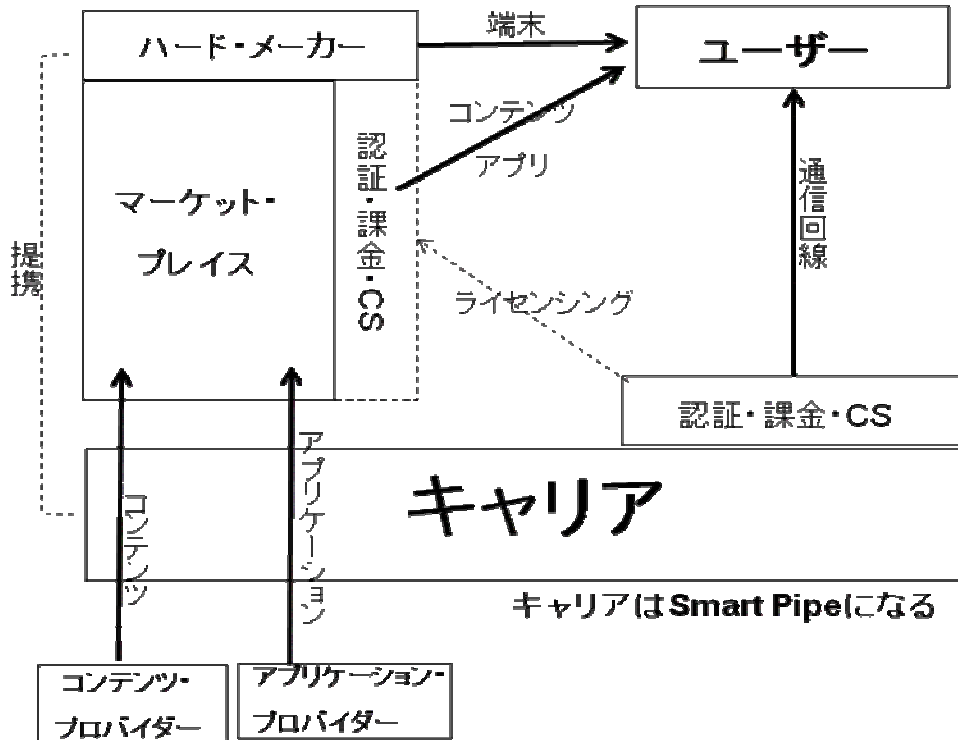 ハード・メーカー
端末
ユーザー
コンテンツ
アプリ
認証・課金・CS
マーケット・
プレイス
通信回線
提携
ライセンシング
認証・課金・CS
キャリア
アプリケーション
コンテンツ
キャリアはSmart Pipeになる
コンテンツ・
プロバイダー
アプリケーション・
プロバイダー